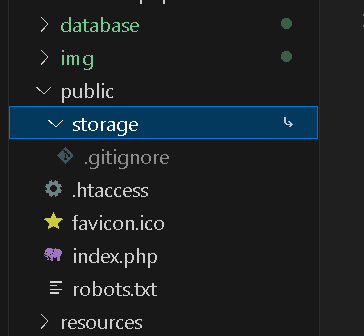 database
img
public
storage
.gitignore
.htaccess
favicon.ico
index.php
robots.txt
resources